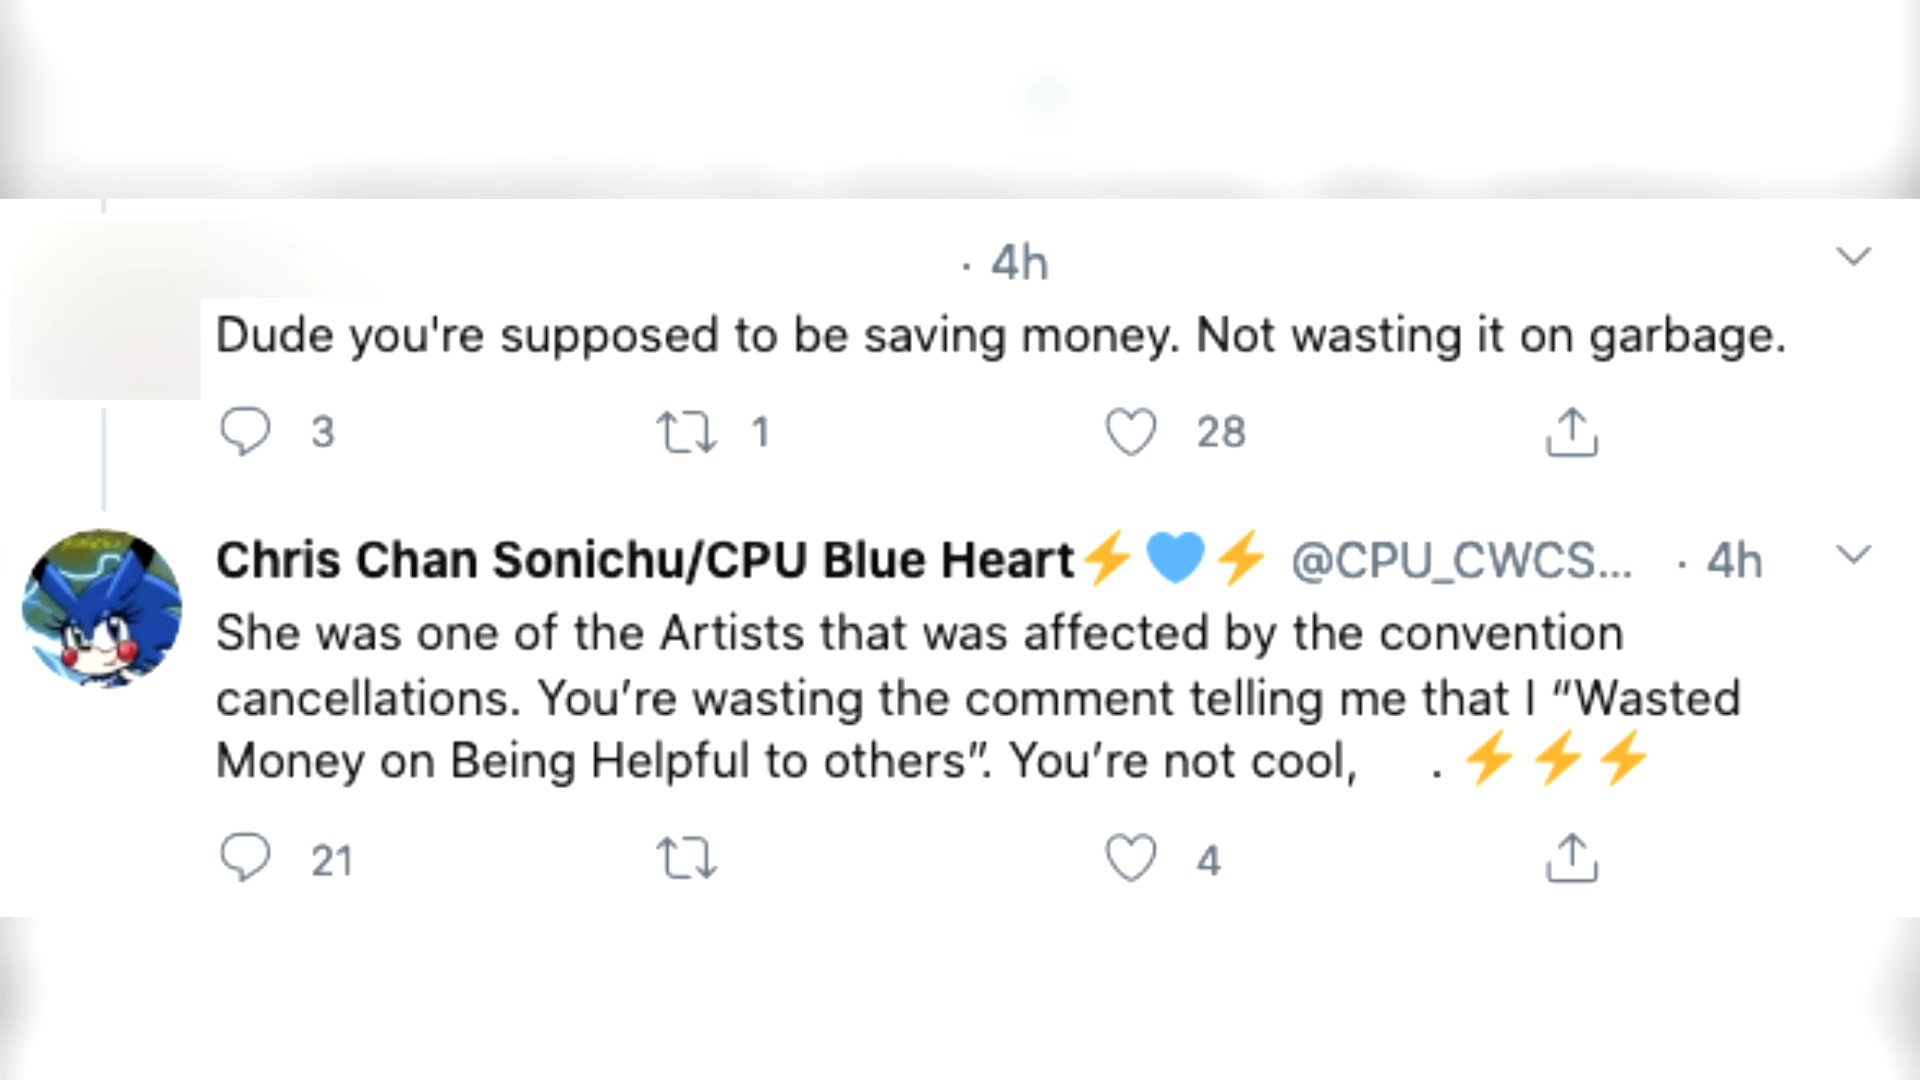 · 4h
Dude you're supposed to be saving money. Not wasting it on garbage.
3 1 28
Chris Chan Sonichu/CPU Blue Heart⚡💙⚡ @CPU_CWCS... · 4h
She was one of the Artists that was affected by the convention
cancellations. You’re wasting the comment telling me that I “Wasted
Money on Being Helpful to others”. You’re not cool, . ⚡⚡⚡
21 4